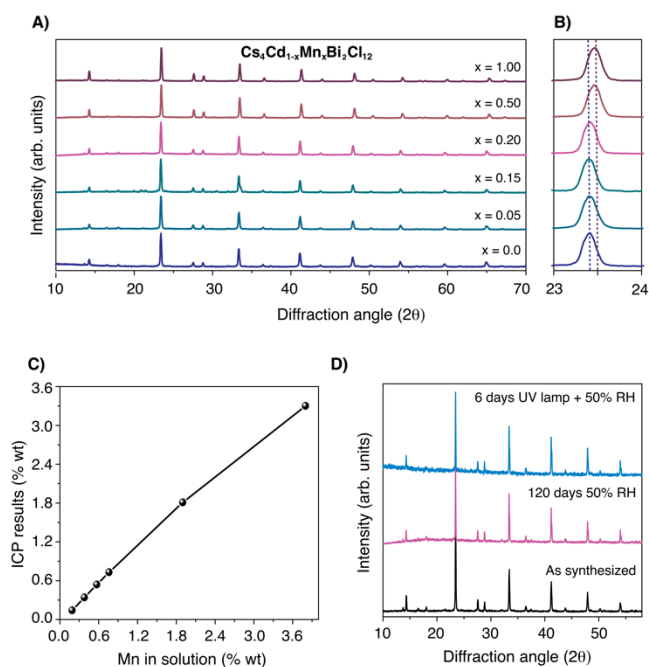 A)
Cs₄Cd₁₋ₓMnₓBi₂Cl₁₂
x = 1.00
x = 0.50
x = 0.20
x = 0.15
x = 0.05
x = 0.0
Intensity (arb. units)
10 20 30 40 50 60 70
Diffraction angle (2θ)
B)
23 24
C)
3.6
3.0
2.4
1.8
1.2
0.6
0.0
ICP results (% wt)
0.0 0.6 1.2 1.8 2.4 3.0 3.6
Mn in solution (% wt)
D)
6 days UV lamp + 50% RH
120 days 50% RH
As synthesized
Intensity (arb. units)
10 20 30 40 50
Diffraction angle (2θ)